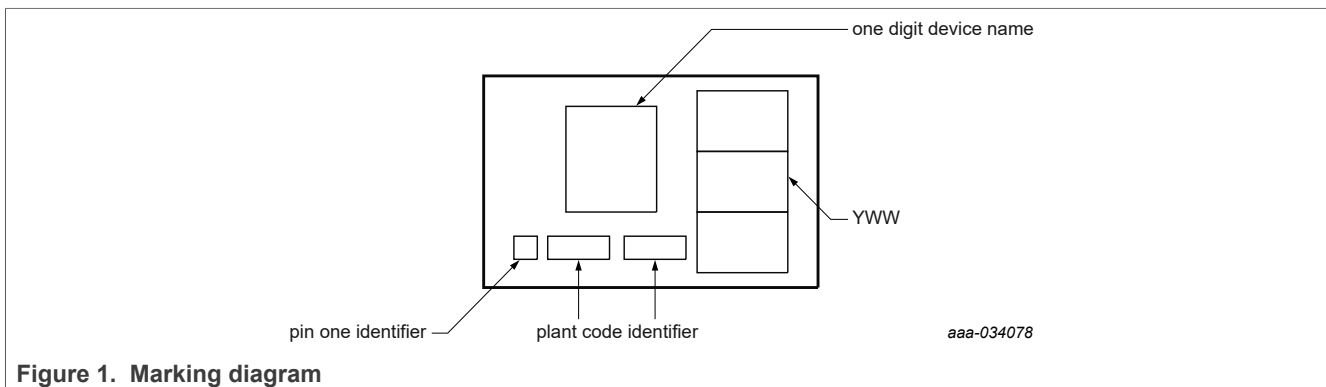 one digit device name
YWW
pin one identifier
plant code identifier
aaa-034078
Figure 1. Marking diagram